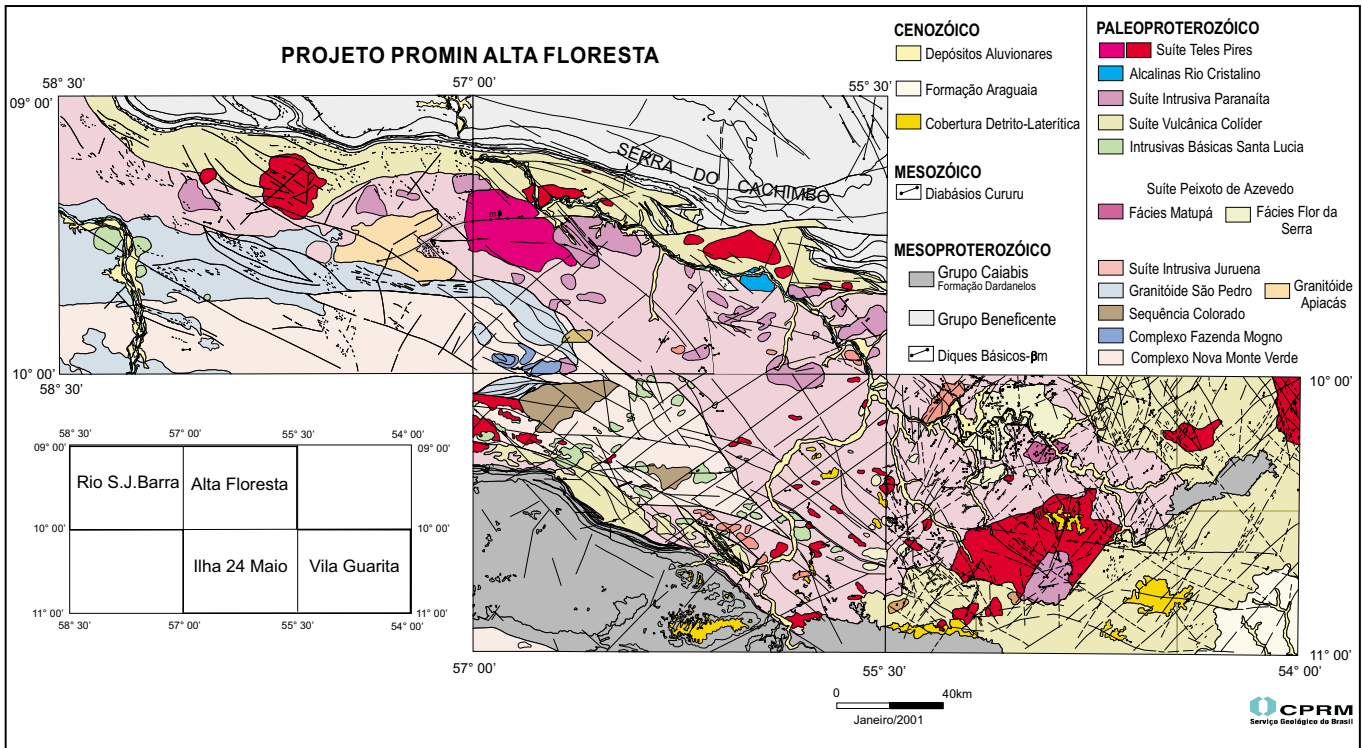 PROJETO PROMIN ALTA FLORESTA
58° 30’
57° 00’
55° 30’
09° 00’
SERRA DO CACHIMBO
10° 00’
58° 30’
10° 00’
11° 00’
57° 00’
55° 30’
54° 00’
CENOZÓICO
Depósitos Aluvionares
Formação Araguaia
Cobertura Detrito-Laterítica
MESOZÓICO
Diabásios Cururu
MESOPROTEROZÓICO
Grupo Caiabis
Formação Dardanelos
Grupo Beneficente
Diques Básicos-βm
PALEOPROTEROZÓICO
Suíte Teles Pires
Alcalinas Rio Cristalino
Suíte Intrusiva Paranaíta
Suíte Vulcânica Colíder
Intrusivas Básicas Santa Lucia
Suíte Peixoto de Azevedo
Fácies Matupá
Fácies Flor da
Serra
Suíte Intrusiva Juruena
Granitóide São Pedro
Granitóide
Apiacás
Sequência Colorado
Complexo Fazenda Mogno
Complexo Nova Monte Verde
58° 30’
57° 00’
55° 30’
54° 00’
09° 00’
09° 00’
Rio S.J.Barra
Alta Floresta
10° 00’
10° 00’
Ilha 24 Maio
Vila Guarita
11° 00’
11° 00’
58° 30’
57° 00’
55° 30’
54° 00’
0
40km
Janeiro/2001
CPRM
Serviço Geológico do Brasil